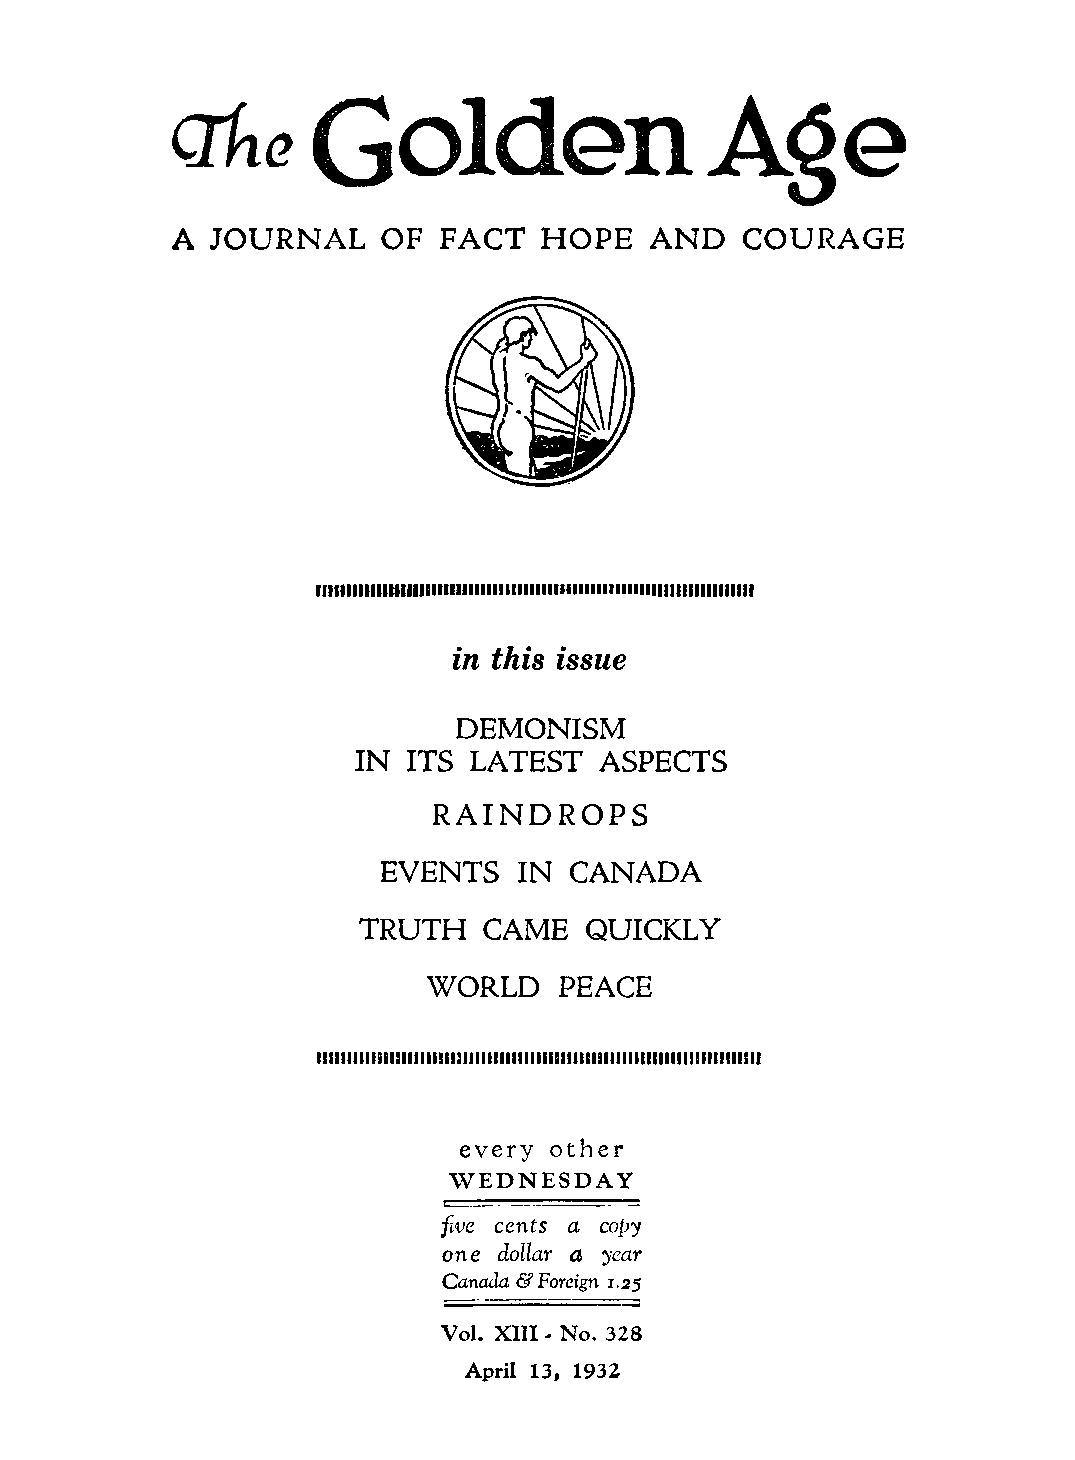 The Golden Age
A JOURNAL OF FACT HOPE AND COURAGE
in this issue
DEMONISM
IN ITS LATEST ASPECTS
RAINDROPS
EVENTS IN CANADA
TRUTH CAME QUICKLY
WORLD PEACE
every other
WEDNESDAY
five cents a copy
one dollar a year
Canada & Foreign 1.25
Vol. XIII - No. 328
April 13, 1932